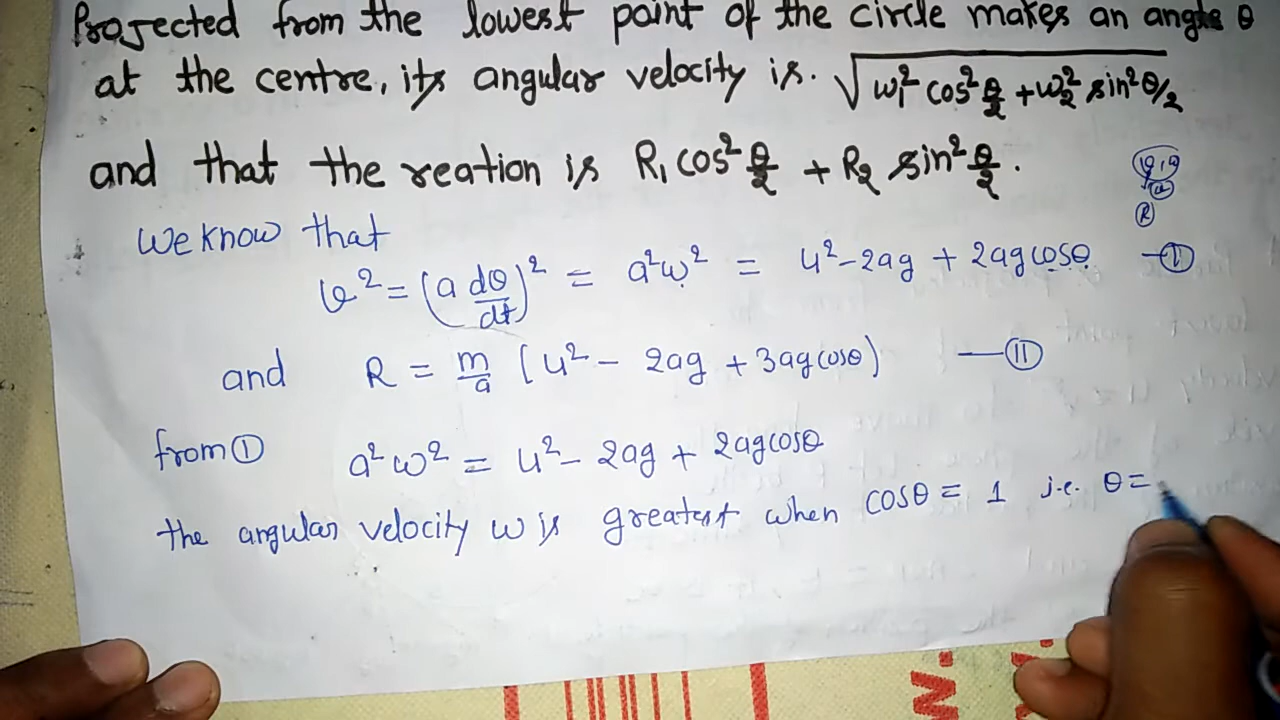 Projected from the lowest point of the circle makes an angle θ
at the centre, its angular velocity is. √(ω₁² cos² θ/2 + ω₂² sin² θ/2)
and that the reation is R₁ cos² θ/2 + R₂ sin² θ/2.
We know that
v² = (a dθ/dt)² = a²ω² = u² - 2ag + 2ag cosθ —Ⅰ
and R = m/a [u² - 2ag + 3ag cosθ) —Ⅱ
from Ⅰ a²ω² = u² - 2ag + 2ag cosθ
the angular velocity ω is greatest when cosθ = 1 i.e. θ =